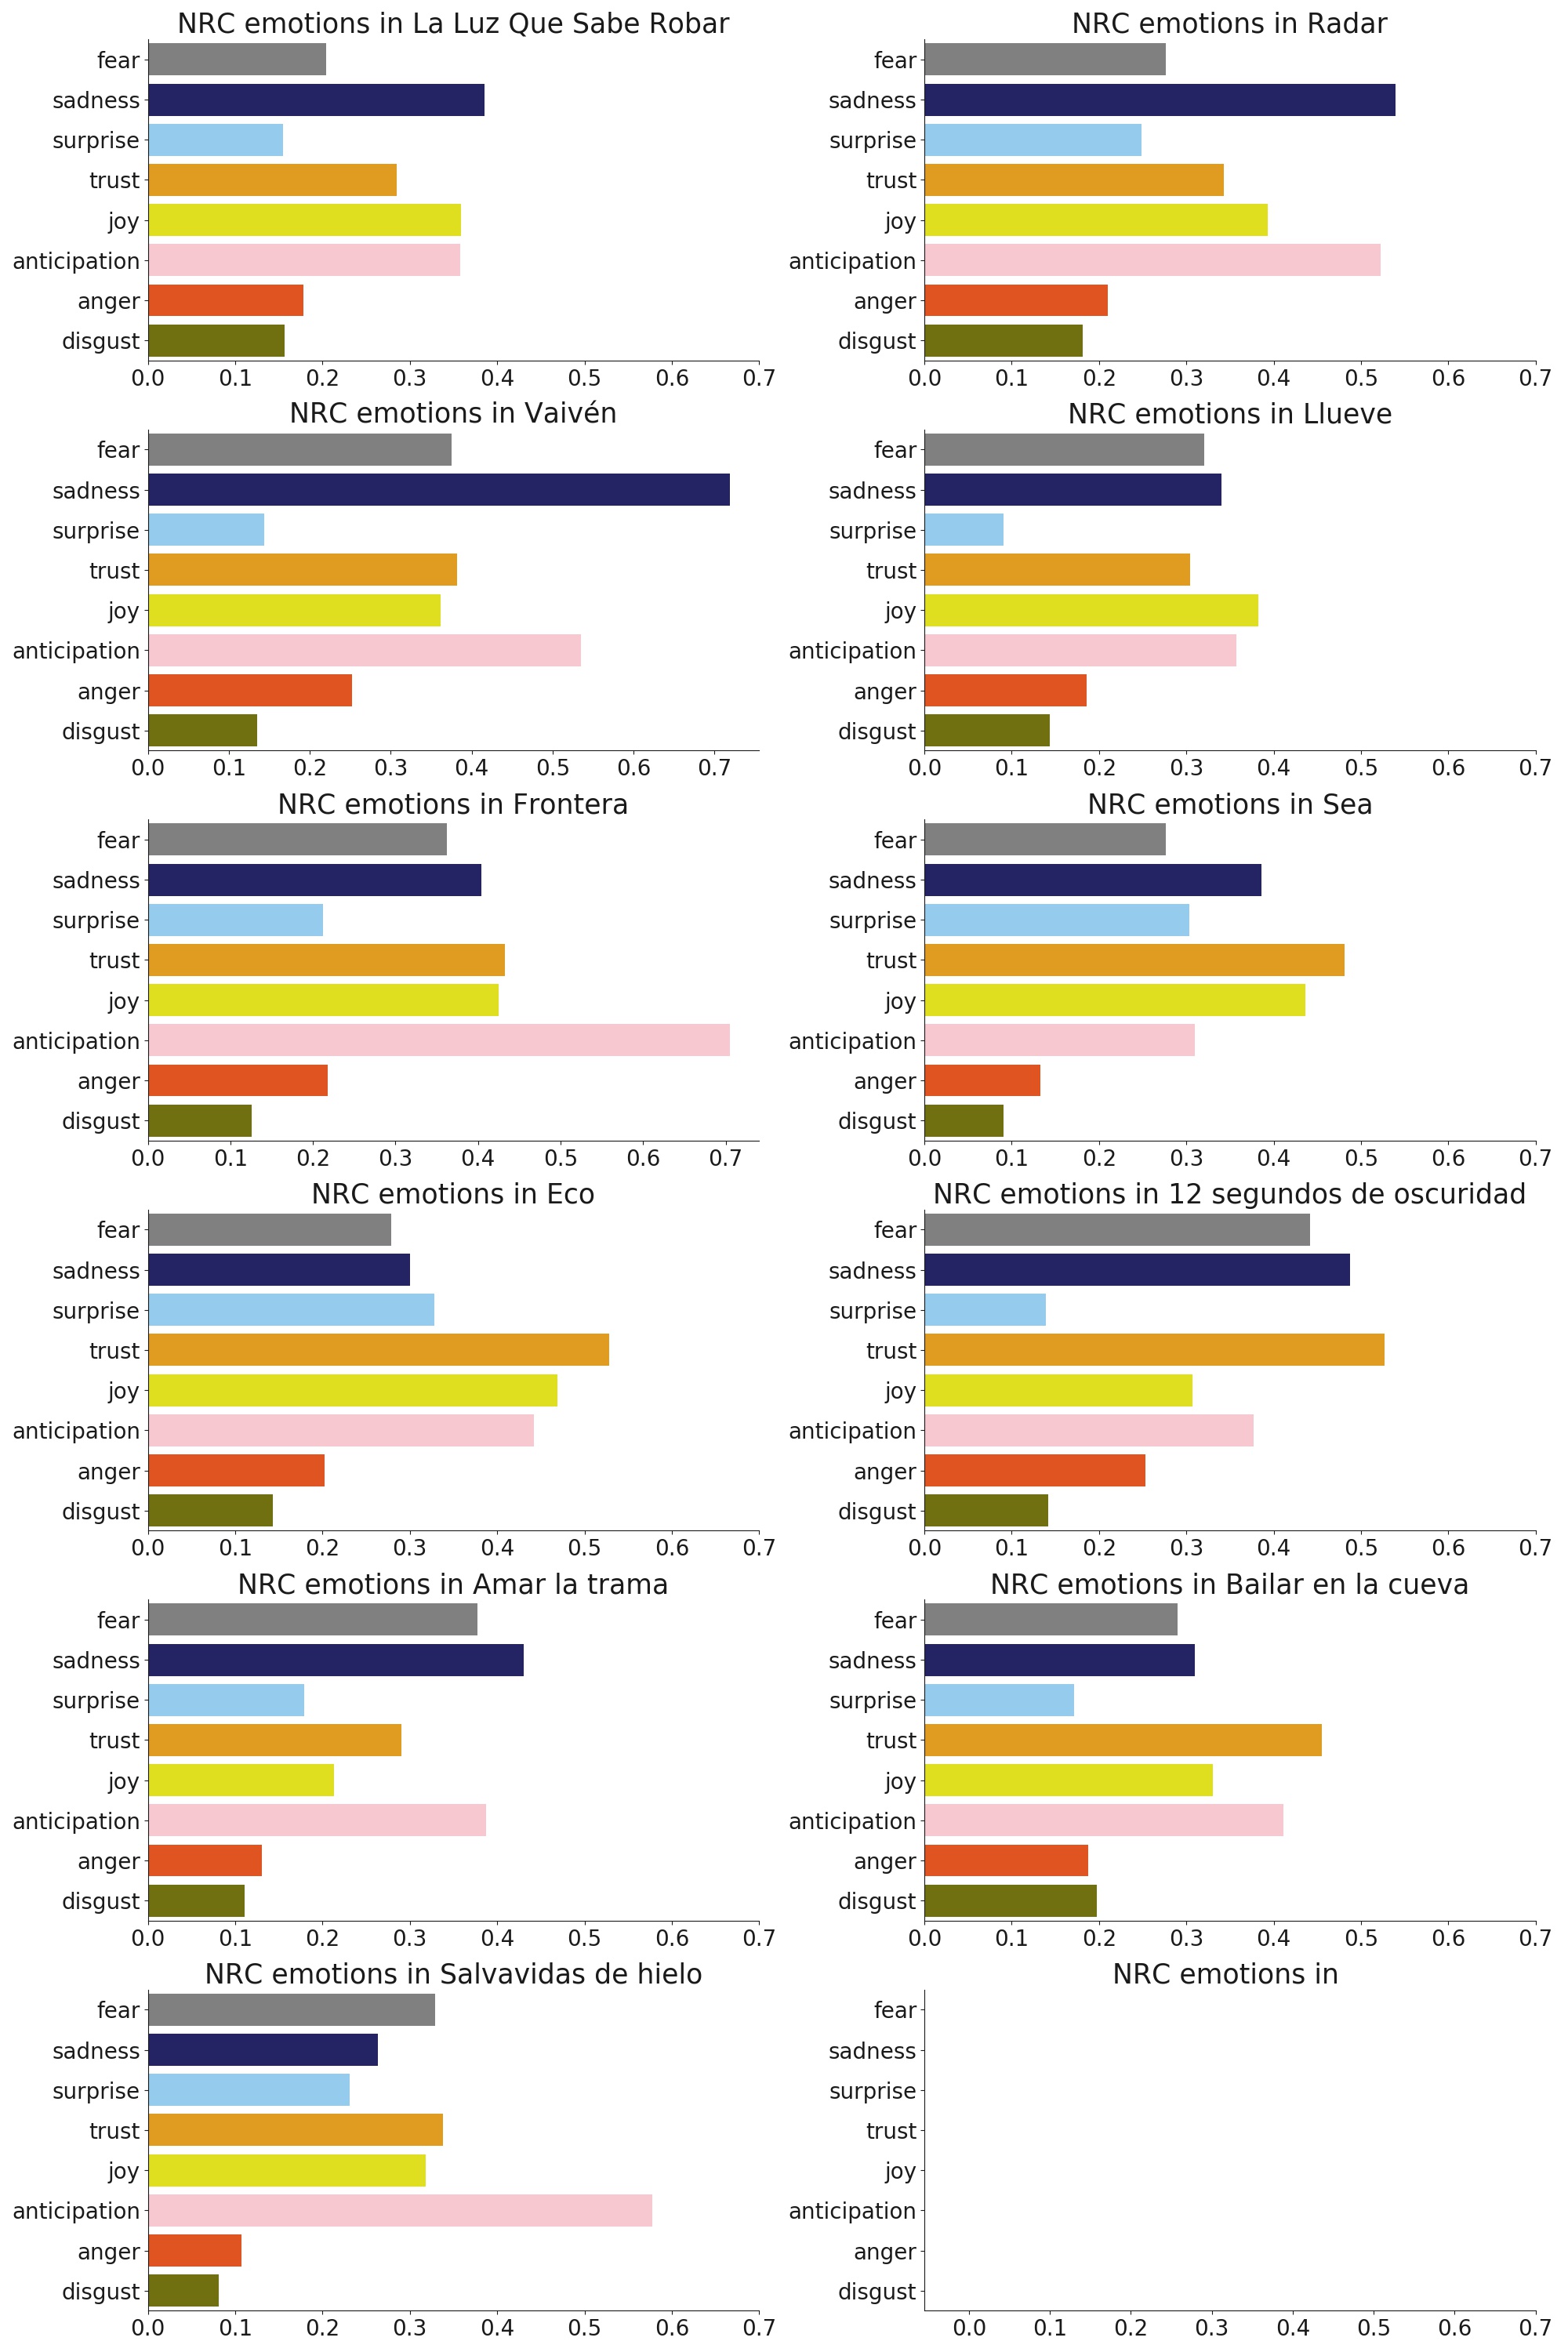 NRC emotions in La Luz Que Sabe Robar
fear
sadness
surprise
trust
joy
anticipation
anger
disgust
0.0 0.1 0.2 0.3 0.4 0.5 0.6 0.7
NRC emotions in Radar
fear
sadness
surprise
trust
joy
anticipation
anger
disgust
0.0 0.1 0.2 0.3 0.4 0.5 0.6 0.7
NRC emotions in Vaivén
fear
sadness
surprise
trust
joy
anticipation
anger
disgust
0.0 0.1 0.2 0.3 0.4 0.5 0.6 0.7
NRC emotions in Llueve
fear
sadness
surprise
trust
joy
anticipation
anger
disgust
0.0 0.1 0.2 0.3 0.4 0.5 0.6 0.7
NRC emotions in Frontera
fear
sadness
surprise
trust
joy
anticipation
anger
disgust
0.0 0.1 0.2 0.3 0.4 0.5 0.6 0.7
NRC emotions in Sea
fear
sadness
surprise
trust
joy
anticipation
anger
disgust
0.0 0.1 0.2 0.3 0.4 0.5 0.6 0.7
NRC emotions in Eco
fear
sadness
surprise
trust
joy
anticipation
anger
disgust
0.0 0.1 0.2 0.3 0.4 0.5 0.6 0.7
NRC emotions in 12 segundos de oscuridad
fear
sadness
surprise
trust
joy
anticipation
anger
disgust
0.0 0.1 0.2 0.3 0.4 0.5 0.6 0.7
NRC emotions in Amar la trama
fear
sadness
surprise
trust
joy
anticipation
anger
disgust
0.0 0.1 0.2 0.3 0.4 0.5 0.6 0.7
NRC emotions in Bailar en la cueva
fear
sadness
surprise
trust
joy
anticipation
anger
disgust
0.0 0.1 0.2 0.3 0.4 0.5 0.6 0.7
NRC emotions in Salvavidas de hielo
fear
sadness
surprise
trust
joy
anticipation
anger
disgust
0.0 0.1 0.2 0.3 0.4 0.5 0.6 0.7
NRC emotions in
fear
sadness
surprise
trust
joy
anticipation
anger
disgust
0.0 0.1 0.2 0.3 0.4 0.5 0.6 0.7